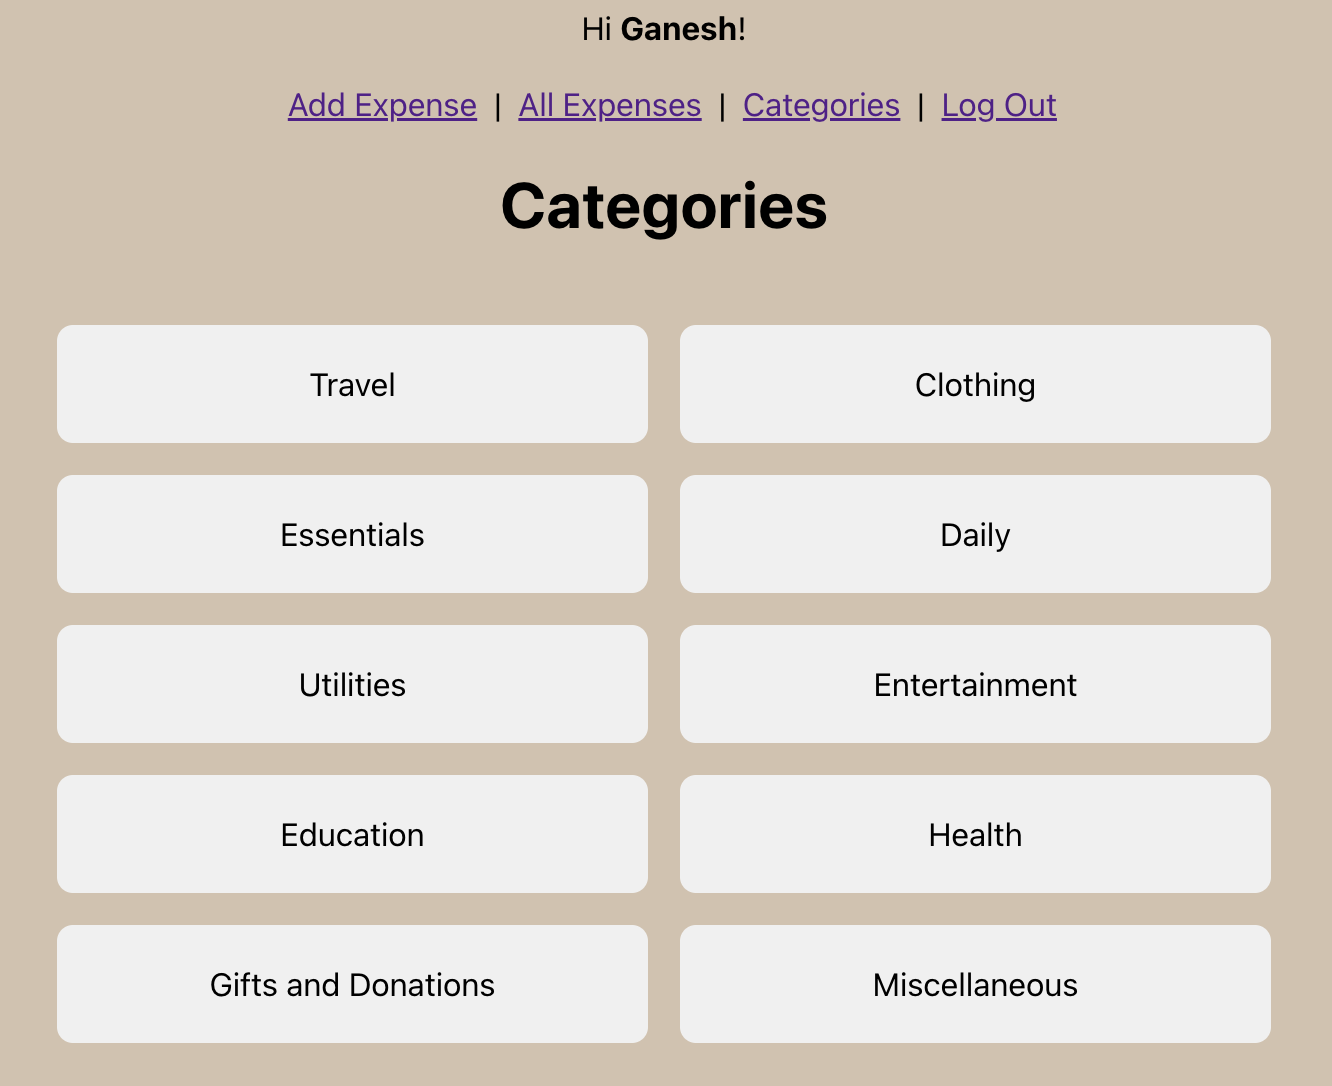 Hi Ganesh!
Add Expense | All Expenses | Categories | Log Out
Categories
Travel
Clothing
Essentials
Daily
Utilities
Entertainment
Education
Health
Gifts and Donations
Miscellaneous